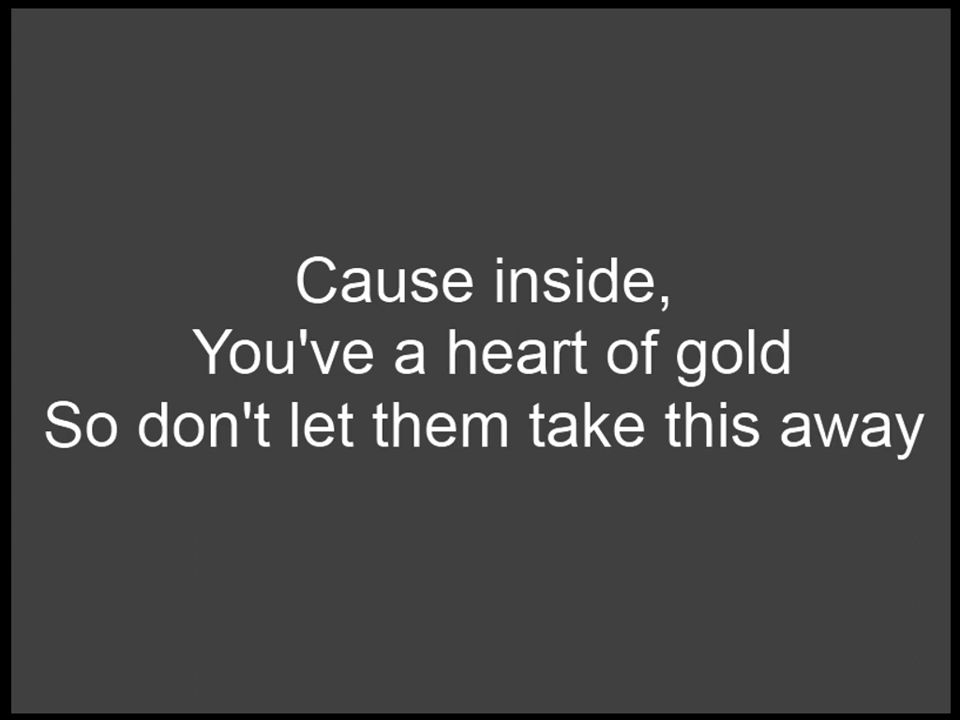 Cause inside,
You've a heart of gold
So don't let them take this away